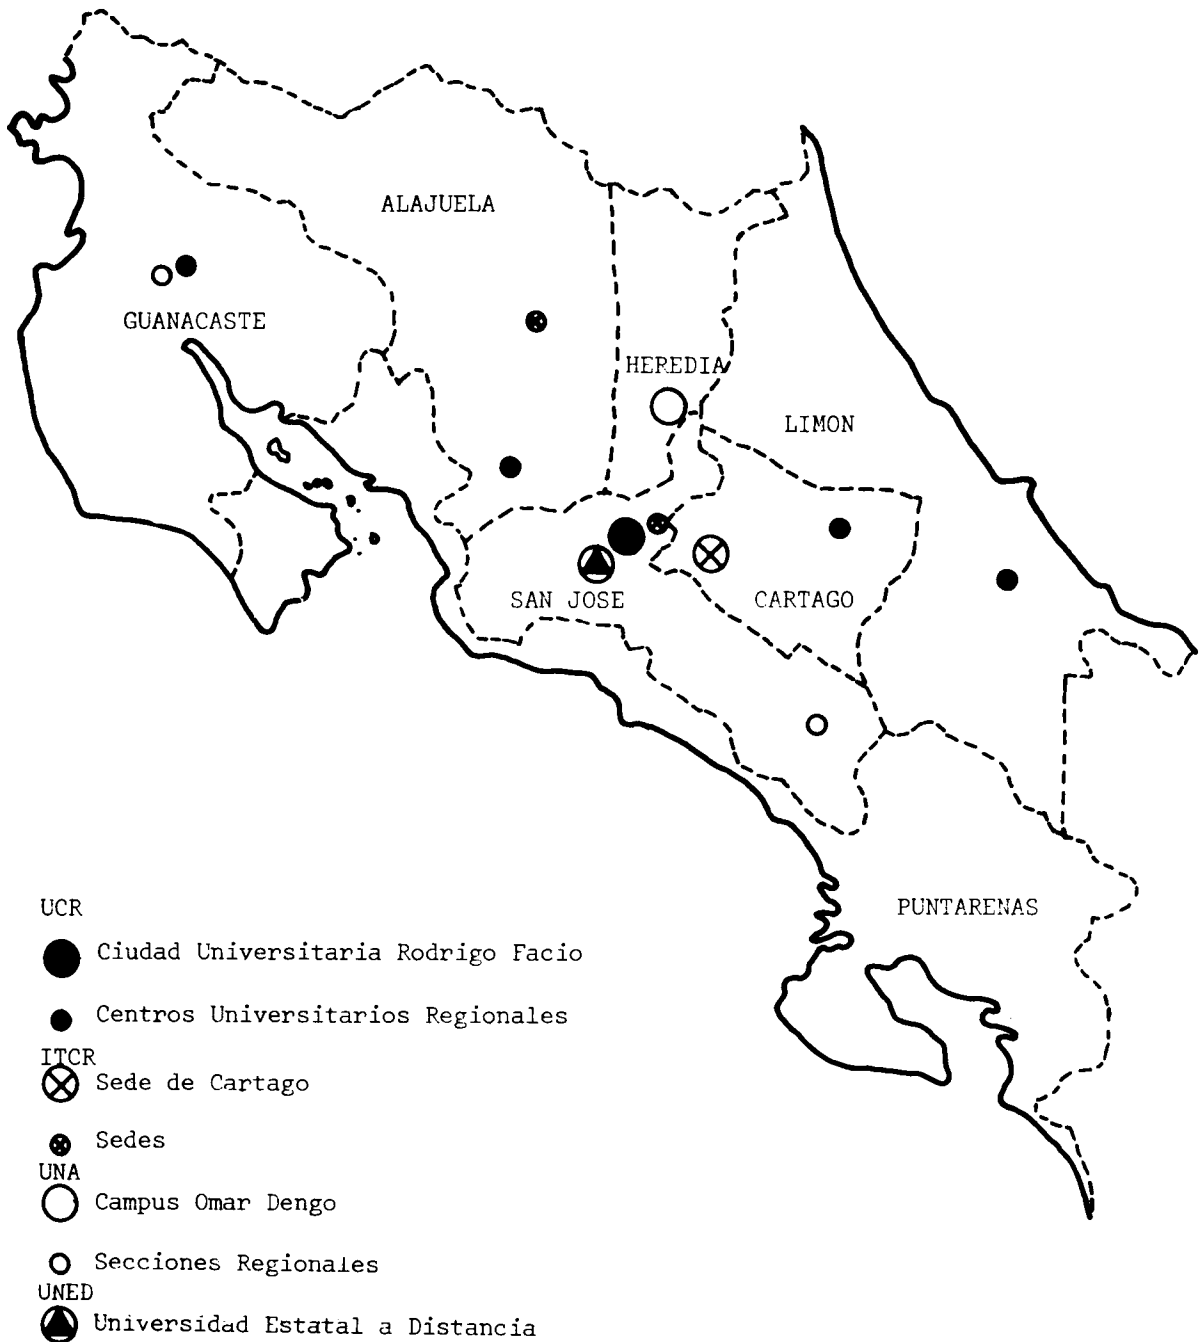 ALAJUELA
GUANACASTE
HEREDIA
LIMON
SAN JOSE
CARTAGO
PUNTARENAS
UCR
Ciudad Universitaria Rodrigo Facio
Centros Universitarios Regionales
ITCR
Sede de Cartago
Sedes
UNA
Campus Omar Dengo
Secciones Regionales
UNED
Universidad Estatal a Distancia